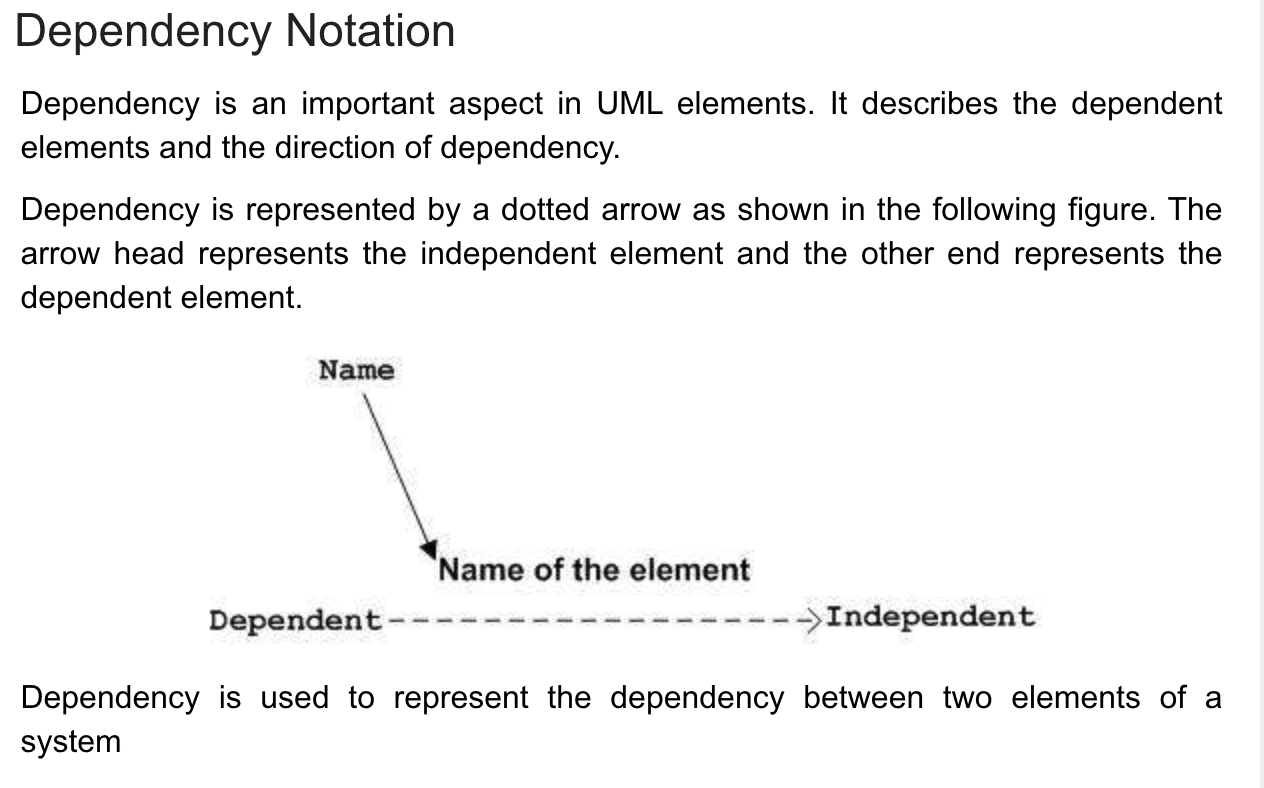 Dependency Notation
Dependency is an important aspect in UML elements. It describes the dependent
elements and the direction of dependency.
Dependency is represented by a dotted arrow as shown in the following figure. The
arrow head represents the independent element and the other end represents the
dependent element.
Name
Name of the element
Dependent
Independent
Dependency is used to represent the dependency between two elements of a
system